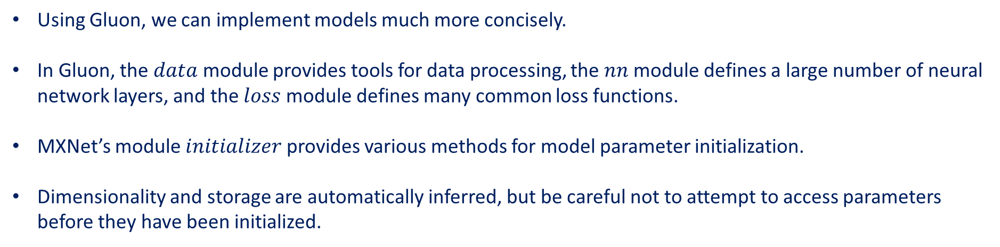 • Using Gluon, we can implement models much more concisely.
• In Gluon, the data module provides tools for data processing, the nn module defines a large number of neural
network layers, and the loss module defines many common loss functions.
• MXNet’s module initializer provides various methods for model parameter initialization.
• Dimensionality and storage are automatically inferred, but be careful not to attempt to access parameters
before they have been initialized.